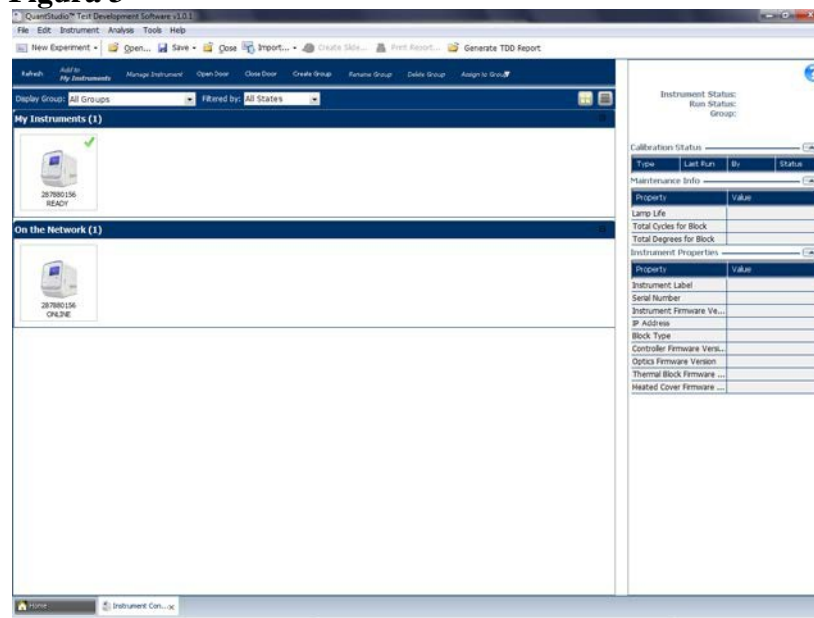 QuantStudio™ Test Development Software v1.0.1
File Edit Instrument Analysis Tools Help
New Experiment Open... Save Close Import... Create Slide... Print Report... Generate TDD Report
Refresh Add to My Instruments Manage Instrument Open Door Close Door Create Group Rename Group Delete Group Assign to Group
Display Group: All Groups Filtered by: All States
My Instruments (1)
287880156
READY
On the Network (1)
287880156
ONLINE
Instrument Status:
Run Status:
Group:
Calibration Status
Type Last Run By Status
Maintenance Info
Property Value
Lamp Life
Total Cycles for Block
Total Degrees for Block
Instrument Properties
Property Value
Instrument Label
Serial Number
Instrument Firmware Ve...
IP Address
Block Type
Controller Firmware Versi...
Optics Firmware Version
Thermal Block Firmware ...
Heated Cover Firmware ...
Home Instrument Con...